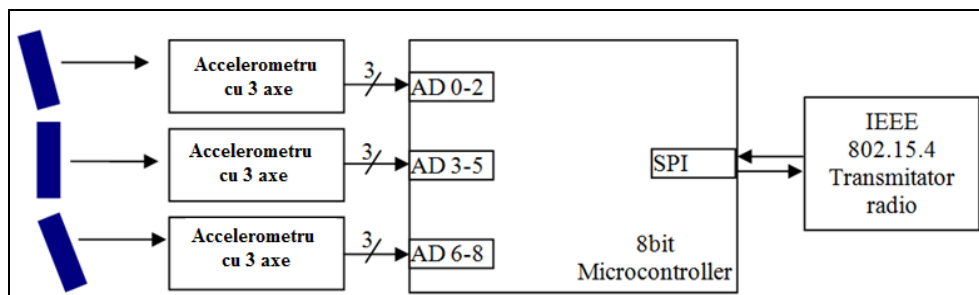 Accelerometru
cu 3 axe
3
AD 0-2
Accelerometru
cu 3 axe
3
AD 3-5
Accelerometru
cu 3 axe
3
AD 6-8
SPI
8bit
Microcontroller
IEEE
802.15.4
Transmitator
radio